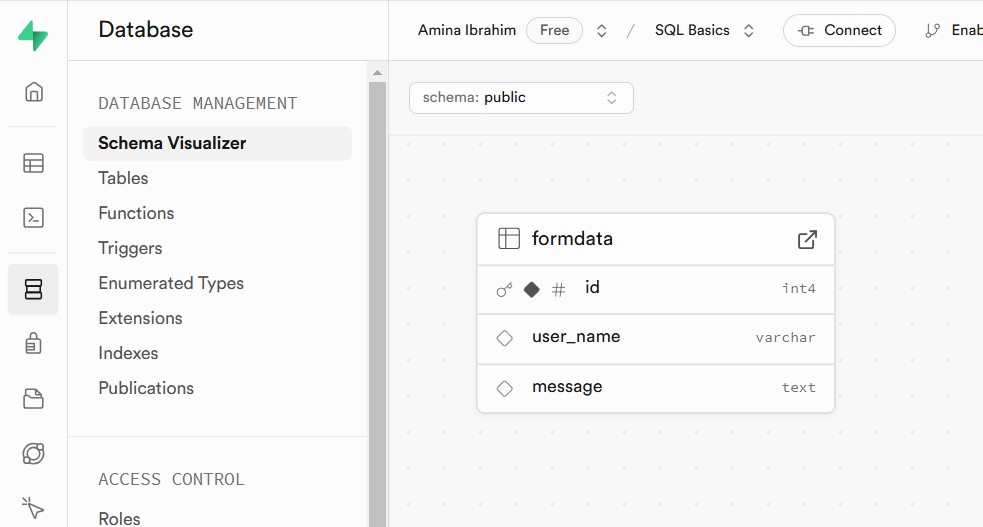 Database
Amina Ibrahim Free / SQL Basics Connect Enab
DATABASE MANAGEMENT
Schema Visualizer
Tables
Functions
Triggers
Enumerated Types
Extensions
Indexes
Publications
ACCESS CONTROL
Roles
schema: public
formdata
# id int4
user_name varchar
message text